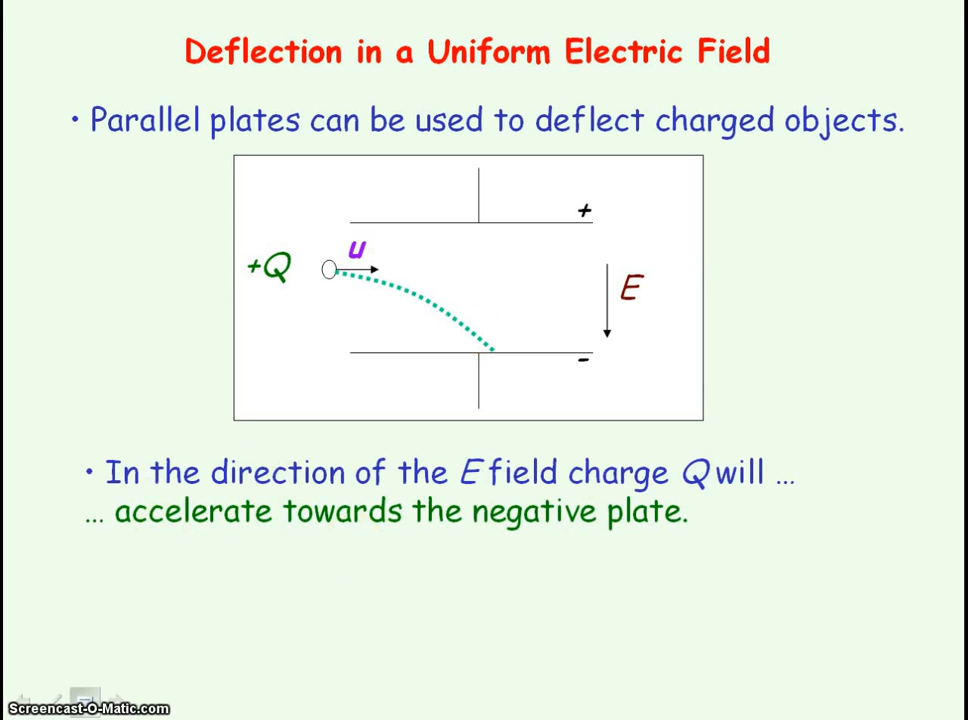 Deflection in a Uniform Electric Field
• Parallel plates can be used to deflect charged objects.
+
u
+Q
E
-
• In the direction of the E field charge Q will ...
... accelerate towards the negative plate.
Screencast-O-Matic.com